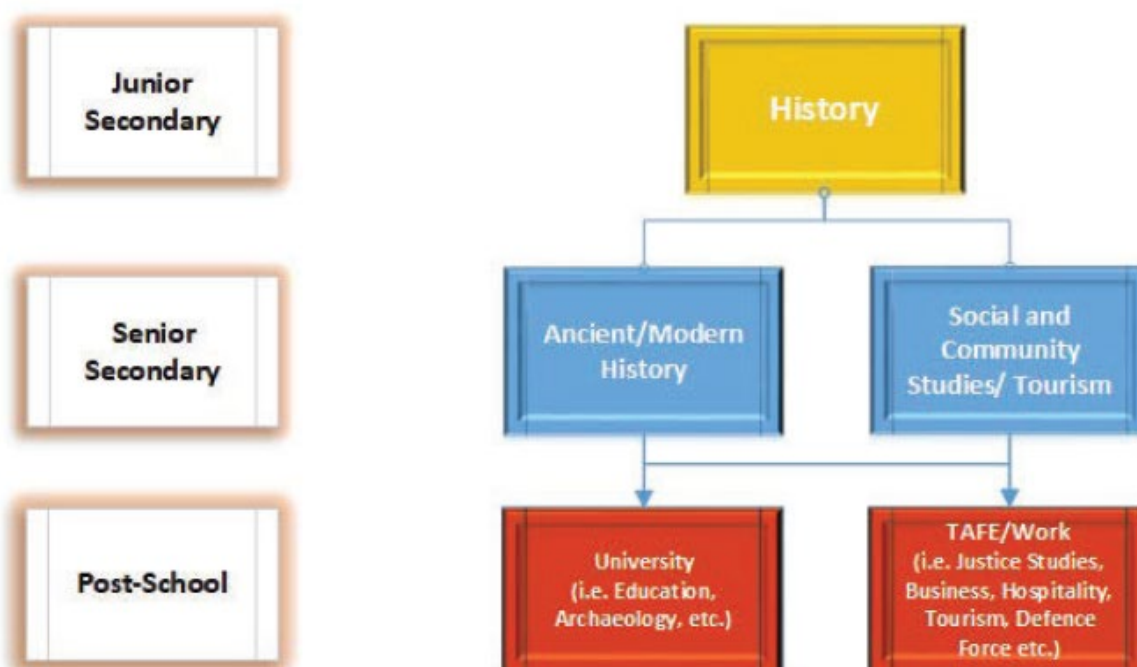 Junior
Secondary
History
Senior
Secondary
Ancient/Modern
History
Social and
Community
Studies/ Tourism
Post-School
University
(i.e. Education,
Archaeology, etc.)
TAFE/Work
(i.e. Justice Studies,
Business, Hospitality,
Tourism, Defence
Force etc.)